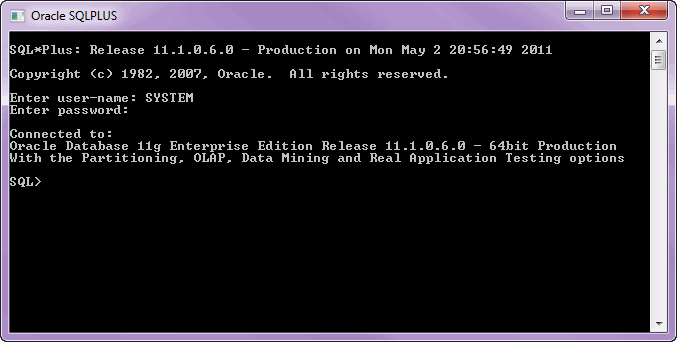 Oracle SQLPLUS
SQL*Plus: Release 11.1.0.6.0 - Production on Mon May 2 20:56:49 2011
Copyright (c) 1982, 2007, Oracle.  All rights reserved.
Enter user-name: SYSTEM
Enter password:
Connected to:
Oracle Database 11g Enterprise Edition Release 11.1.0.6.0 - 64bit Production
With the Partitioning, OLAP, Data Mining and Real Application Testing options
SQL>